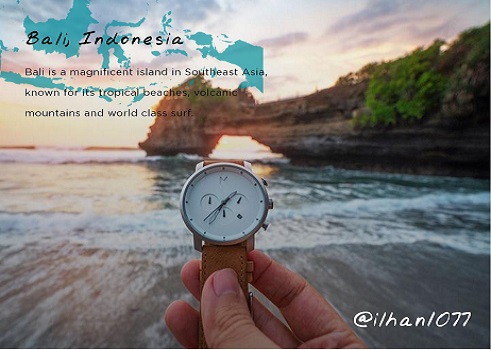 Bali, Indonesia
Bali is a magnificent island in Southeast Asia,
known for its tropical beaches, volcanic
mountains and world class surf.
M
@ilhan1077